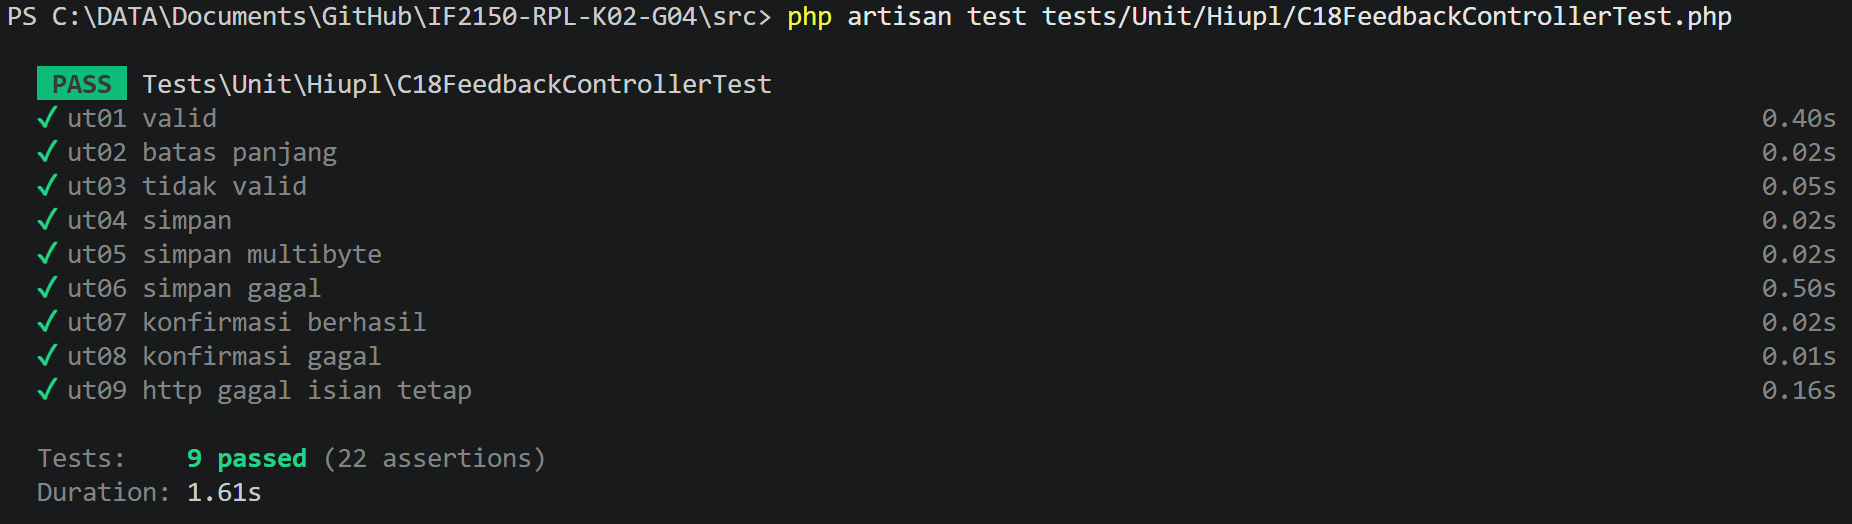 PS C:\DATA\Documents\GitHub\IF2150-RPL-K02-G04\src> php artisan test tests/Unit/Hiupl/C18FeedbackControllerTest.php
PASS Tests\Unit\Hiupl\C18FeedbackControllerTest
✓ ut01 valid 0.40s
✓ ut02 batas panjang 0.02s
✓ ut03 tidak valid 0.05s
✓ ut04 simpan 0.02s
✓ ut05 simpan multibyte 0.02s
✓ ut06 simpan gagal 0.50s
✓ ut07 konfirmasi berhasil 0.02s
✓ ut08 konfirmasi gagal 0.01s
✓ ut09 http gagal isian tetap 0.16s
Tests: 9 passed (22 assertions)
Duration: 1.61s